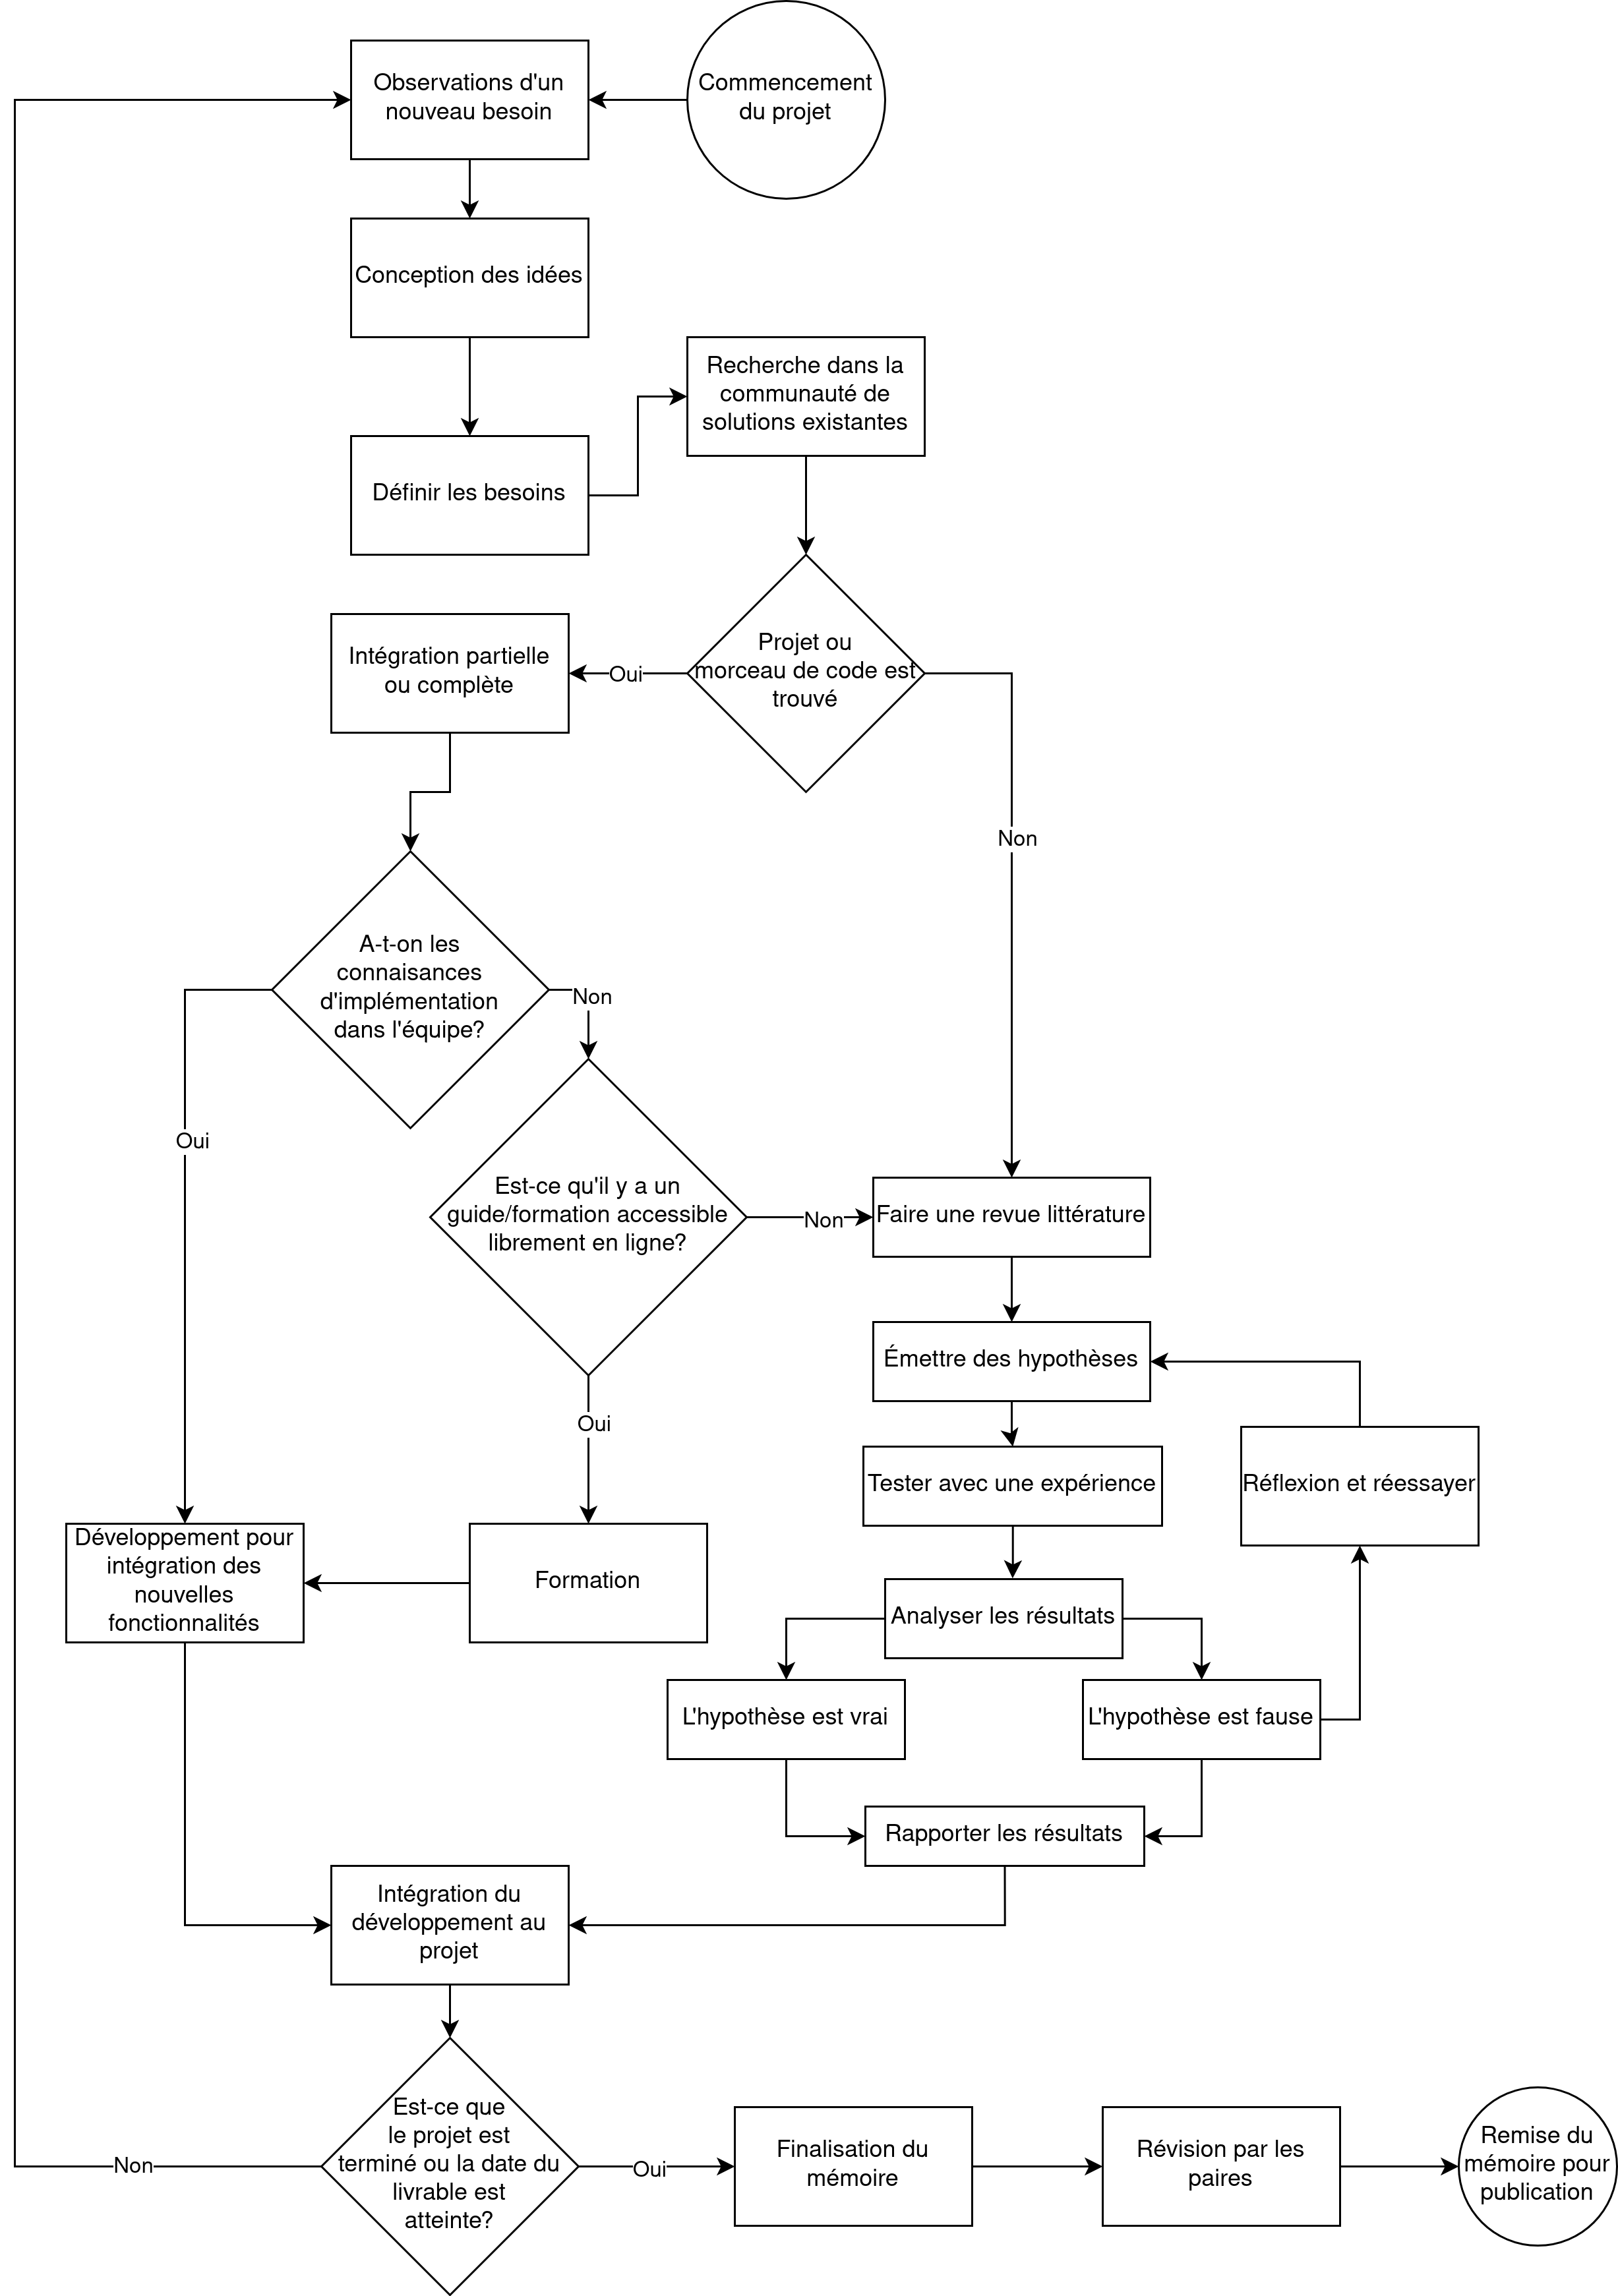 Commencement
du projet
Observations d'un
nouveau besoin
Conception des idées
Définir les besoins
Recherche dans la
communauté de
solutions existantes
Projet ou
morceau de code est
trouvé
Oui
Non
Intégration partielle
ou complète
A-t-on les
connaisances
d'implémentation
dans l'équipe?
Non
Oui
Est-ce qu'il y a un
guide/formation accessible
librement en ligne?
Non
Oui
Faire une revue littérature
Émettre des hypothèses
Tester avec une expérience
Réflexion et réessayer
Développement pour
intégration des
nouvelles
fonctionnalités
Formation
Analyser les résultats
L'hypothèse est vrai
L'hypothèse est fause
Rapporter les résultats
Intégration du
développement au
projet
Est-ce que
le projet est
terminé ou la date du
livrable est
atteinte?
Non
Oui
Finalisation du
mémoire
Révision par les
paires
Remise du
mémoire pour
publication